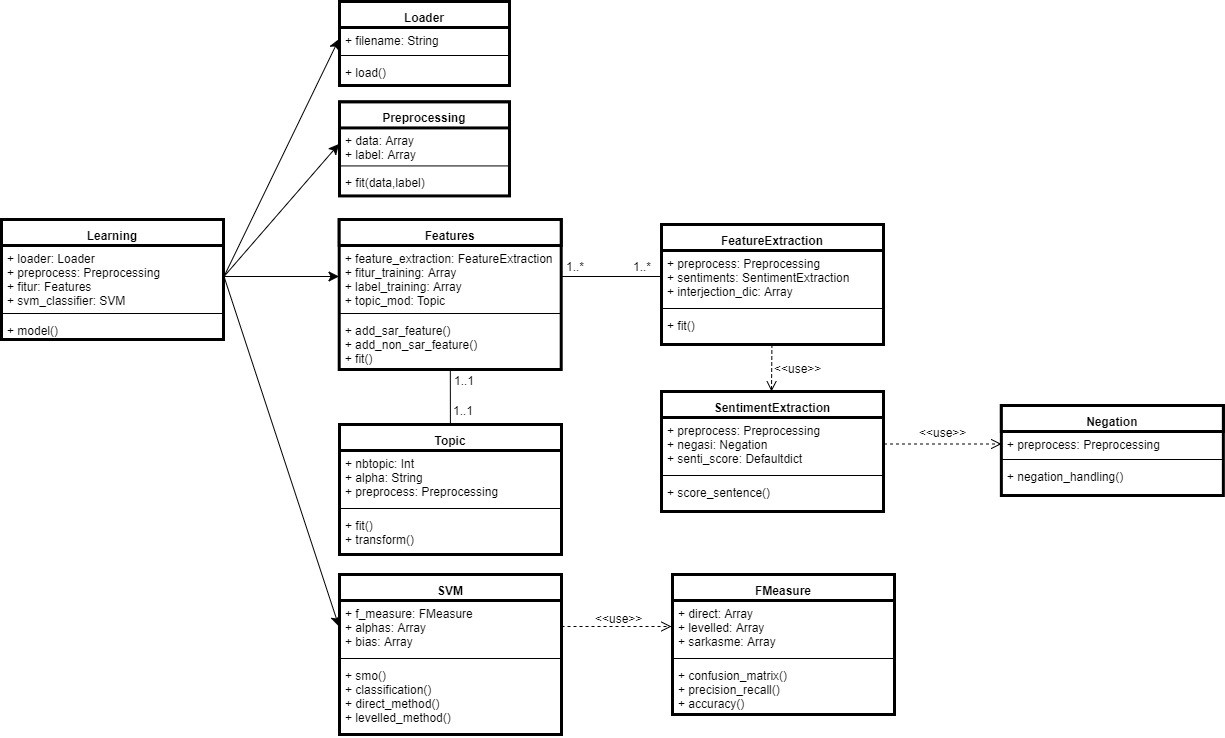 Loader
+ filename: String
+ load()
Preprocessing
+ data: Array
+ label: Array
+ fit(data,label)
Learning
+ loader: Loader
+ preprocess: Preprocessing
+ fitur: Features
+ svm_classifier: SVM
+ model()
Features
+ feature_extraction: FeatureExtraction
+ fitur_training: Array
+ label_training: Array
+ topic_mod: Topic
+ add_sar_feature()
+ add_non_sar_feature()
+ fit()
1..*
1..*
FeatureExtraction
+ preprocess: Preprocessing
+ sentiments: SentimentExtraction
+ interjection_dic: Array
+ fit()
<<use>>
1..1
1..1
SentimentExtraction
+ preprocess: Preprocessing
+ negasi: Negation
+ senti_score: Defaultdict
+ score_sentence()
<<use>>
Negation
+ preprocess: Preprocessing
+ negation_handling()
Topic
+ nbtopic: Int
+ alpha: String
+ preprocess: Preprocessing
+ fit()
+ transform()
SVM
+ f_measure: FMeasure
+ alphas: Array
+ bias: Array
+ smo()
+ classification()
+ direct_method()
+ levelled_method()
<<use>>
FMeasure
+ direct: Array
+ levelled: Array
+ sarkasme: Array
+ confusion_matrix()
+ precision_recall()
+ accuracy()